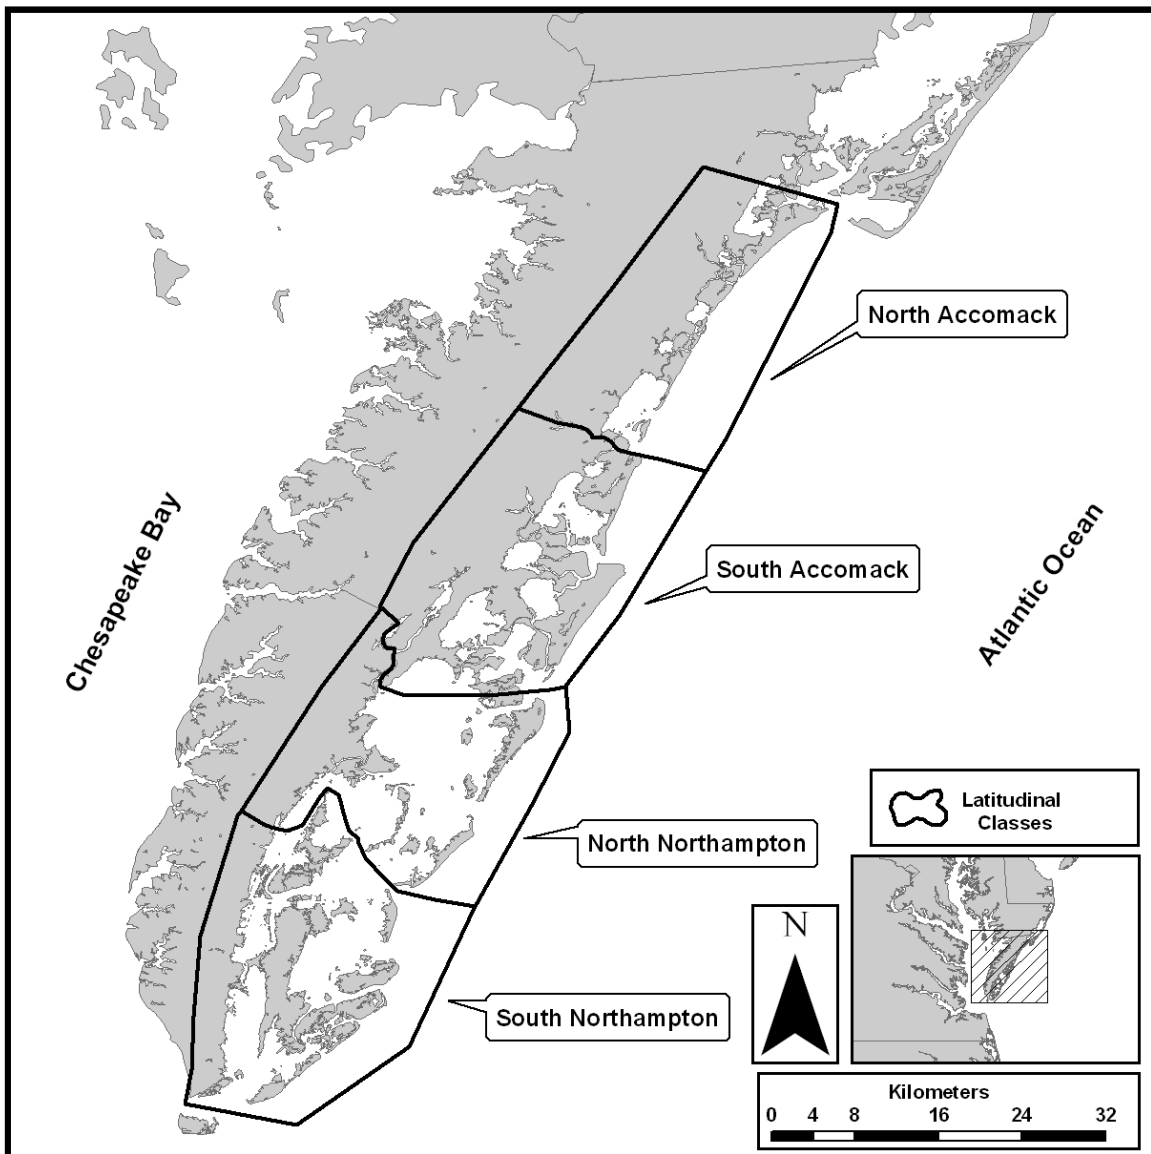 North Accomack
South Accomack
Chesapeake Bay
Atlantic Ocean
North Northampton
South Northampton
Latitudinal
Classes
N
Kilometers
0 4 8 16 24 32